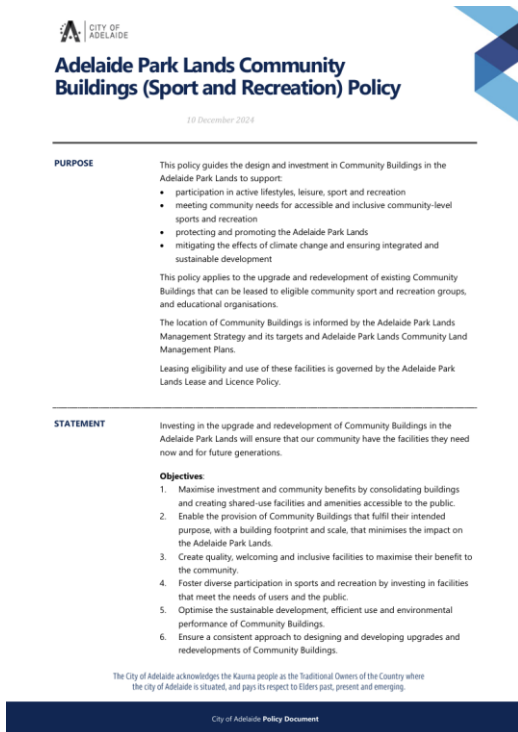 CITY OF
ADELAIDE
Adelaide Park Lands Community
Buildings (Sport and Recreation) Policy
10 December 2024
PURPOSE
This policy guides the design and investment in Community Buildings in the
Adelaide Park Lands to support:
• participation in active lifestyles, leisure, sport and recreation
• meeting community needs for accessible and inclusive community-level
sports and recreation
• protecting and promoting the Adelaide Park Lands
• mitigating the effects of climate change and ensuring integrated and
sustainable development
This policy applies to the upgrade and redevelopment of existing Community
Buildings that can be leased to eligible community sport and recreation groups,
and educational organisations.
The location of Community Buildings is informed by the Adelaide Park Lands
Management Strategy and its targets and Adelaide Park Lands Community Land
Management Plans.
Leasing eligibility and use of these facilities is governed by the Adelaide Park
Lands Lease and Licence Policy.
STATEMENT
Investing in the upgrade and redevelopment of Community Buildings in the
Adelaide Park Lands will ensure that our community have the facilities they need
now and for future generations.
Objectives:
1. Maximise investment and community benefits by consolidating buildings
and creating shared-use facilities and amenities accessible to the public.
2. Enable the provision of Community Buildings that fulfil their intended
purpose, with a building footprint and scale, that minimises the impact on
the Adelaide Park Lands.
3. Create quality, welcoming and inclusive facilities to maximise their benefit to
the community.
4. Foster diverse participation in sports and recreation by investing in facilities
that meet the needs of users and the public.
5. Optimise the sustainable development, efficient use and environmental
performance of Community Buildings.
6. Ensure a consistent approach to designing and developing upgrades and
redevelopments of Community Buildings.
The City of Adelaide acknowledges the Kaurna people as the Traditional Owners of the Country where
the city of Adelaide is situated, and pays its respect to Elders past, present and emerging.
City of Adelaide Policy Document